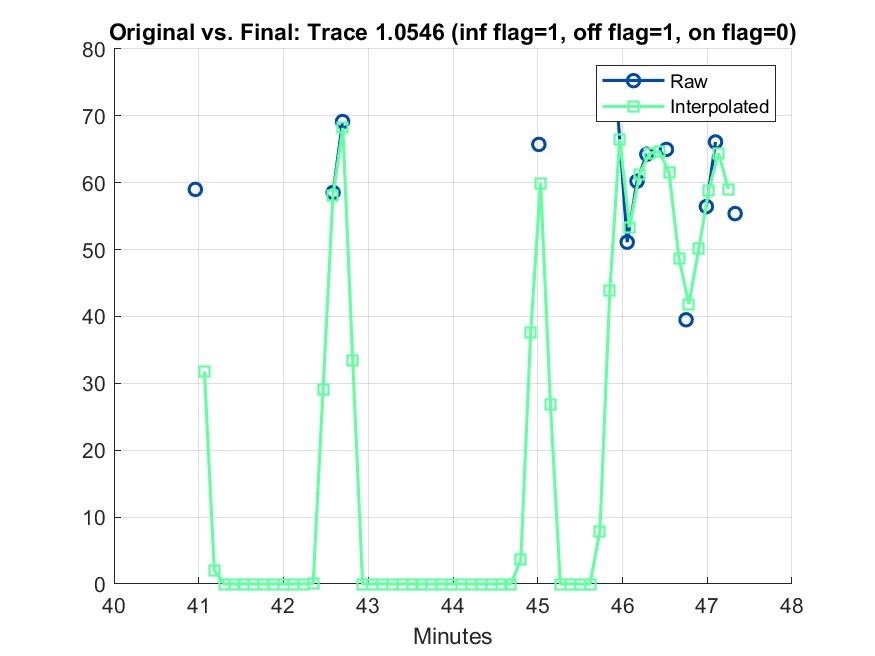 Original vs. Final: Trace 1.0546 (inf flag=1, off flag=1, on flag=0)
Raw
Interpolated
80
70
60
50
40
30
20
10
0
40 41 42 43 44 45 46 47 48
Minutes